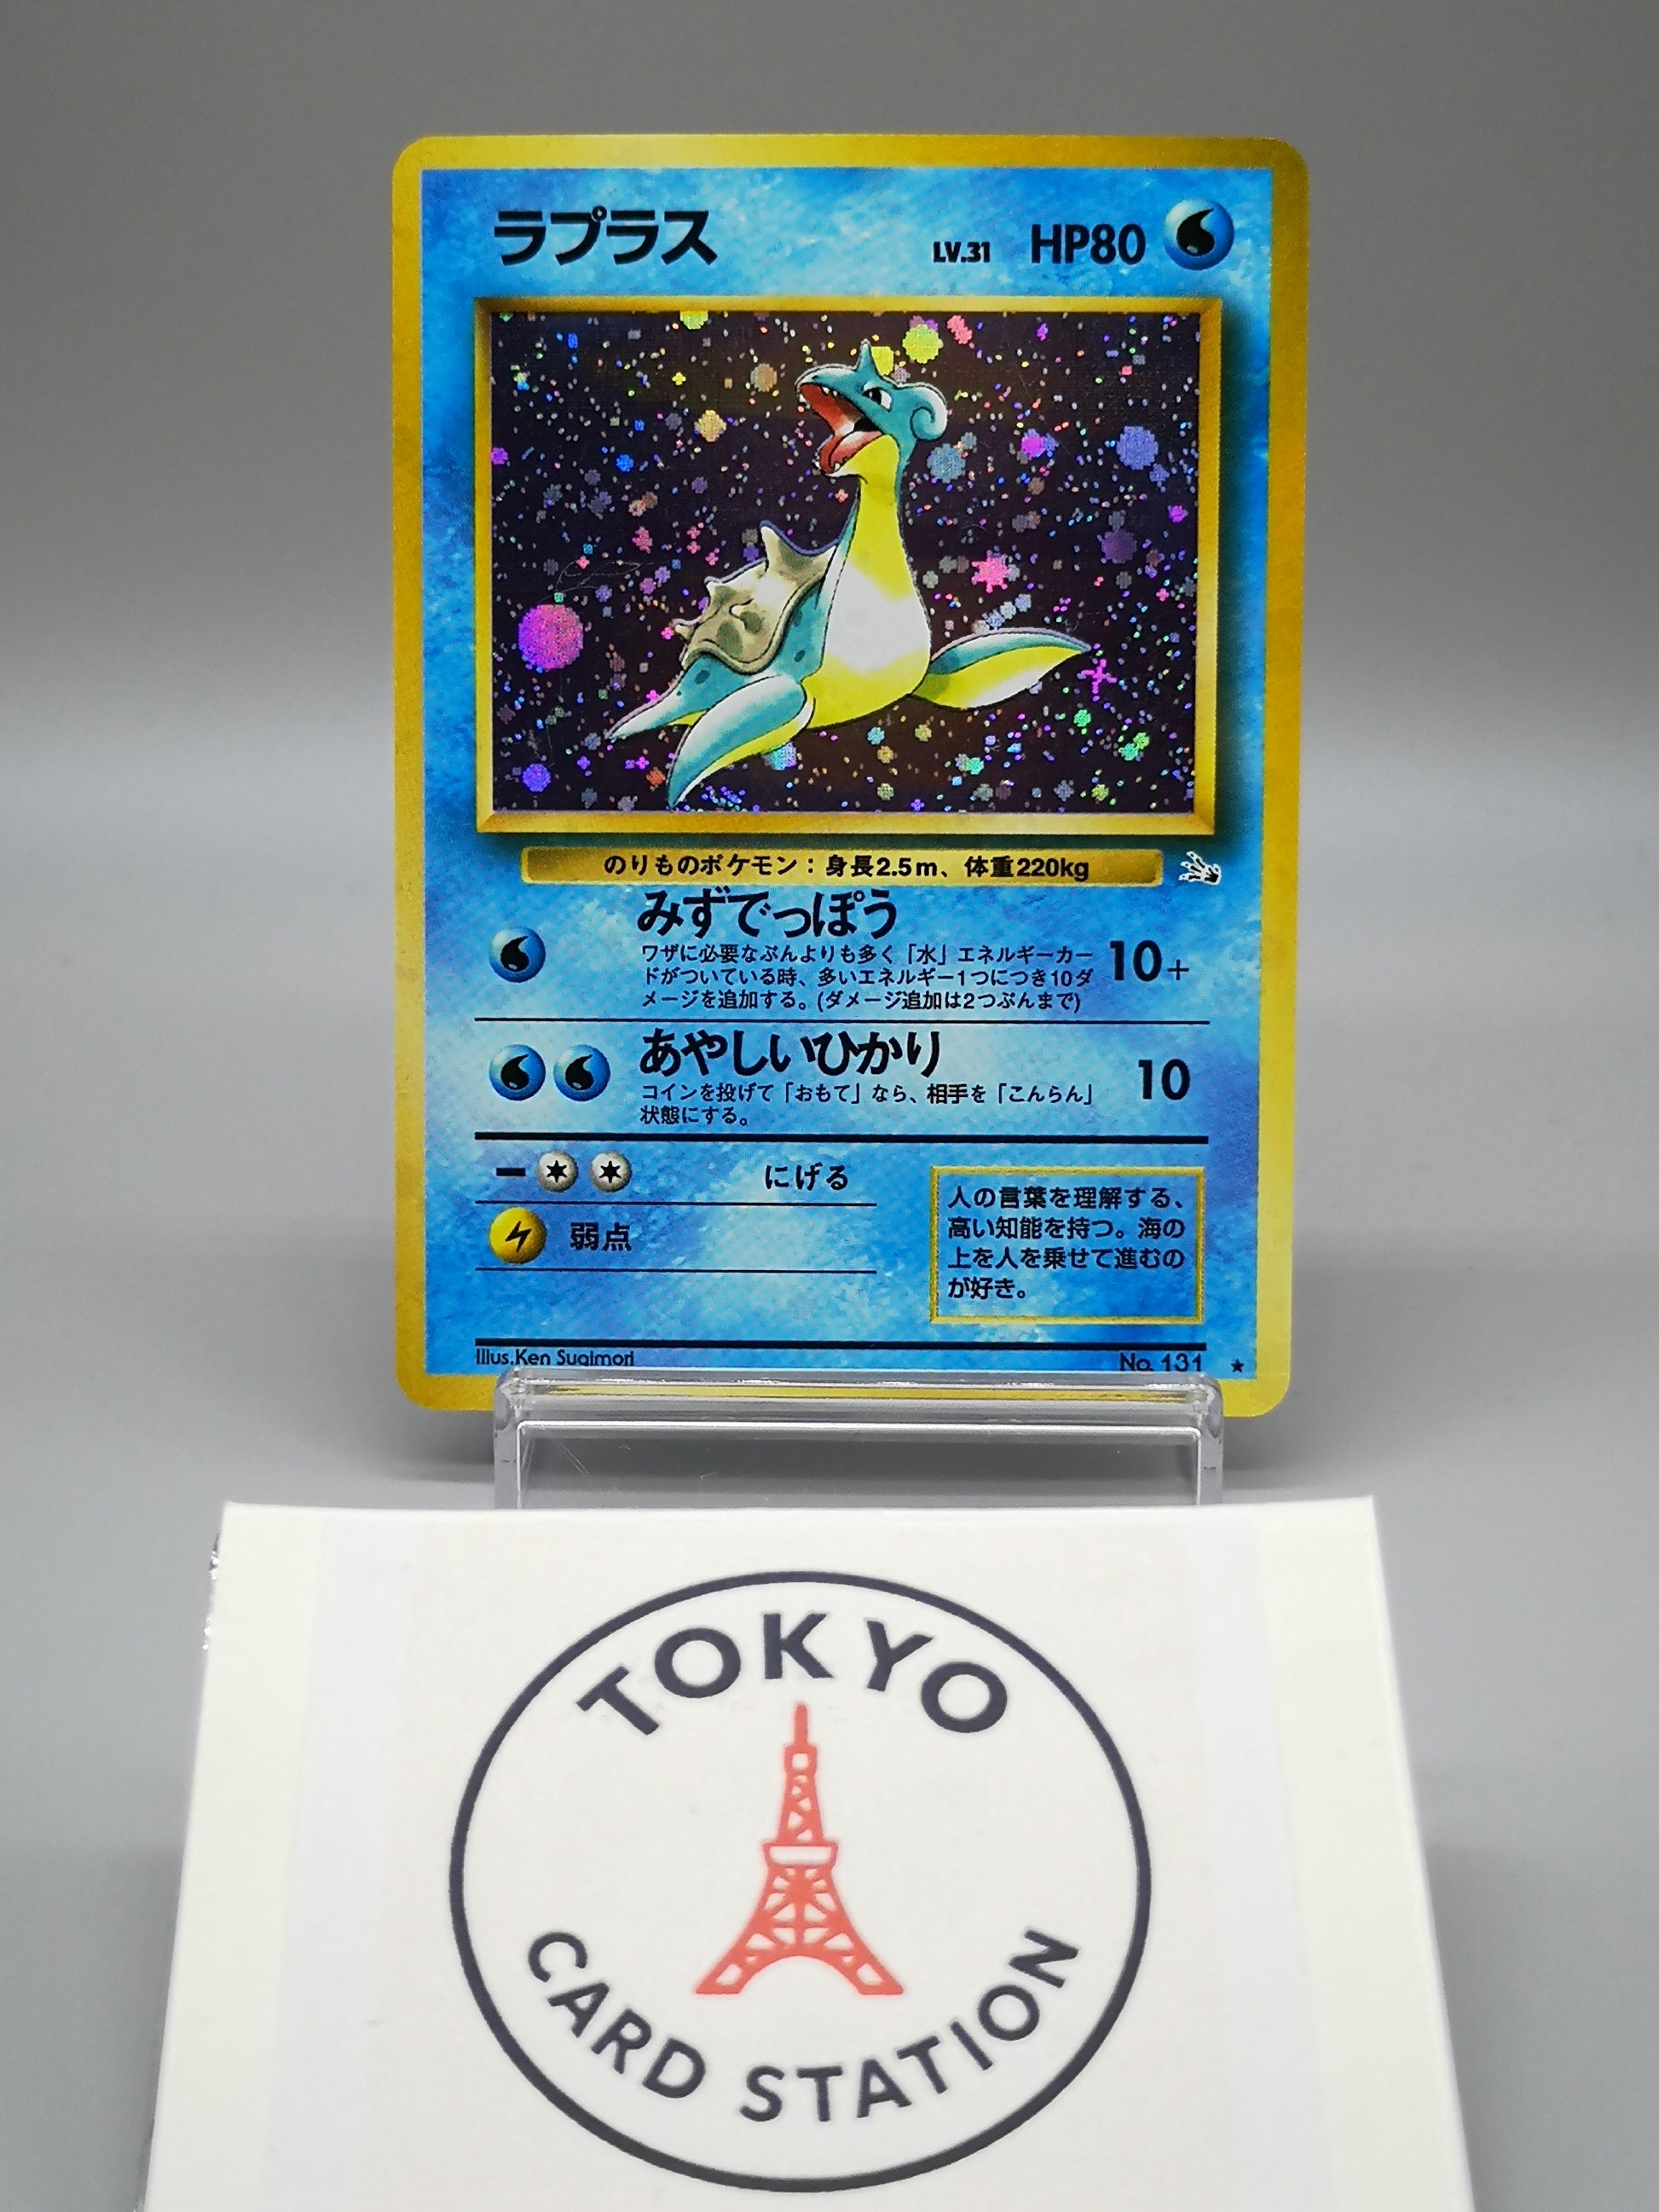 ラプラス
LV.31 HP80
のりものポケモン：身長2.5m、体重220kg
みずでっぽう
ワザに必要なぶんよりも多く「水」エネルギーカー
ドがついている時、多いエネルギー1つにつき10ダ
メージを追加する。(ダメージ追加は2つぶんまで)
10+
あやしいひかり
コインを投げて「おもて」なら、相手を「こんらん」
状態にする。
10
にげる
弱点
人の言葉を理解する、
高い知能を持つ。海の
上を人を乗せて進むの
が好き。
Illus.Ken Sugimori
No. 131 ★
TOKYO
CARD STATION